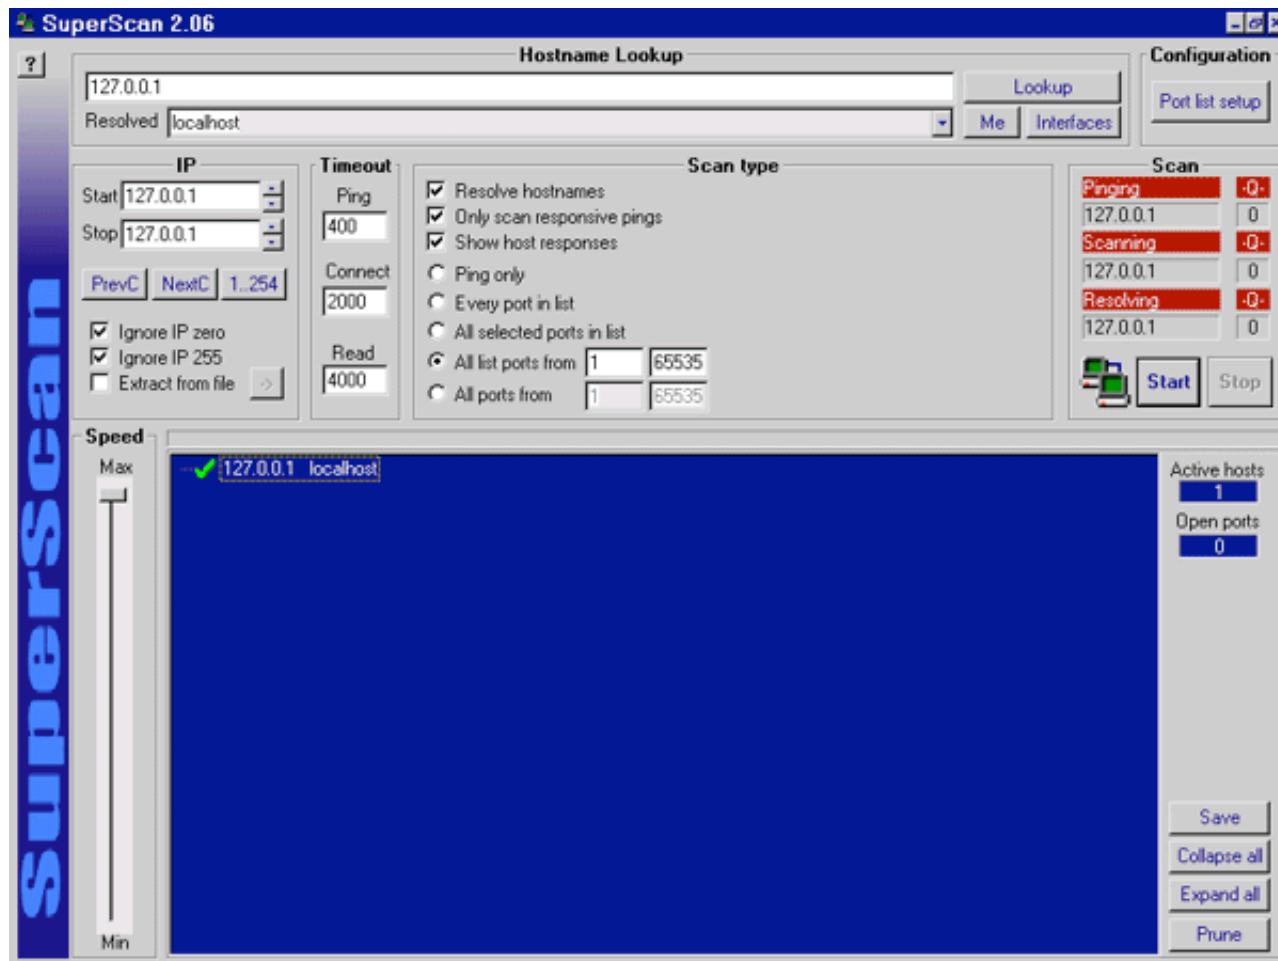 SuperScan 2.06
?
Hostname Lookup
127.0.0.1
Lookup
Resolved localhost
Me Interfaces
Configuration
Port list setup
IP
Start 127.0.0.1
Stop 127.0.0.1
PrevC NextC 1..254
Ignore IP zero
Ignore IP 255
Extract from file ->
Timeout
Ping
400
Connect
2000
Read
4000
Scan type
Resolve hostnames
Only scan responsive pings
Show host responses
Ping only
Every port in list
All selected ports in list
All list ports from 1 65535
All ports from 1 65535
Scan
Pinging -Q-
127.0.0.1 0
Scanning -Q-
127.0.0.1 0
Resolving -Q-
127.0.0.1 0
Start Stop
SuperScan
Speed
Max
Min
127.0.0.1 localhost
Active hosts
1
Open ports
0
Save
Collapse all
Expand all
Prune